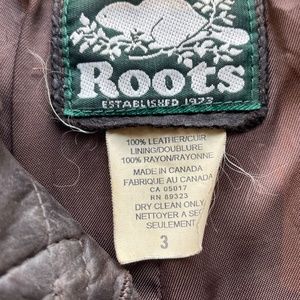 Roots
ESTABLISHED 1973
100% LEATHER/CUIR
LINING/DOUBLURE
100% RAYON/RAYONNE
MADE IN CANADA
FABRIQUE AU CANADA
CA 05017
RN 89323
DRY CLEAN ONLY
NETTOYER A SEC
SEULEMENT
3